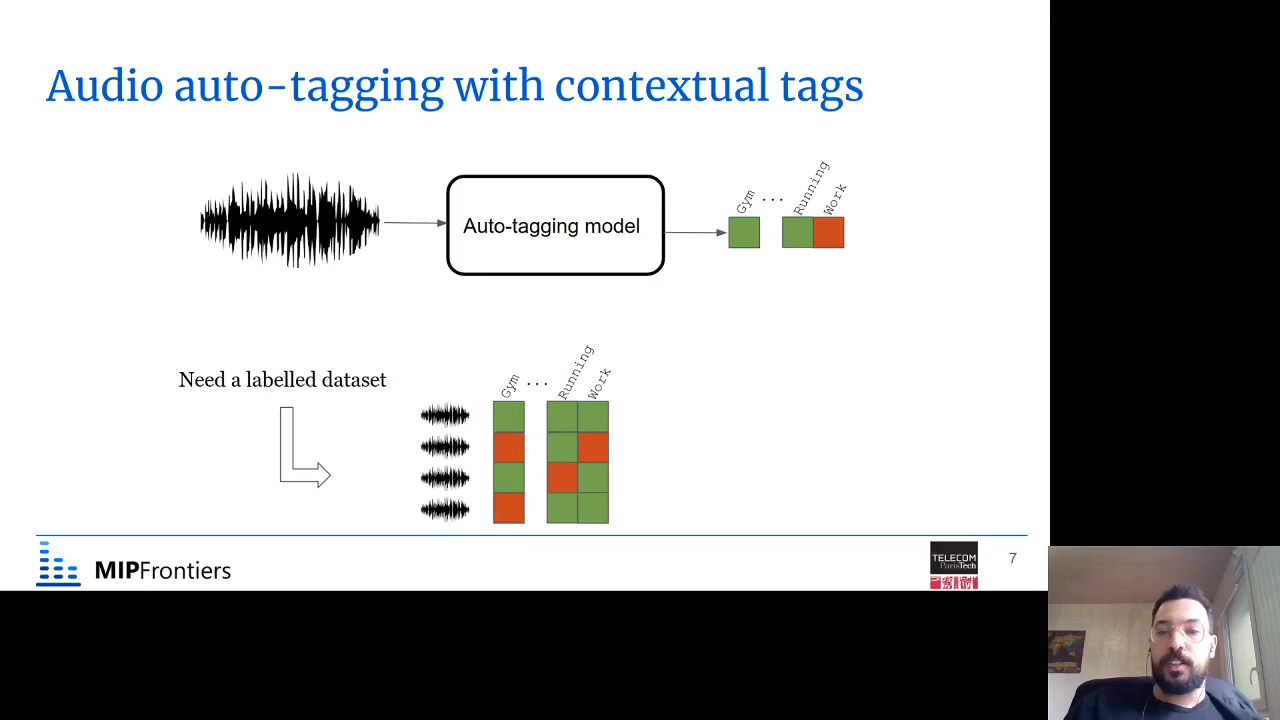 Audio auto-tagging with contextual tags
Gym ... Running Work
Auto-tagging model
Need a labelled dataset
Gym ... Running Work
MIPFrontiers
TELECOM
ParisTech
7